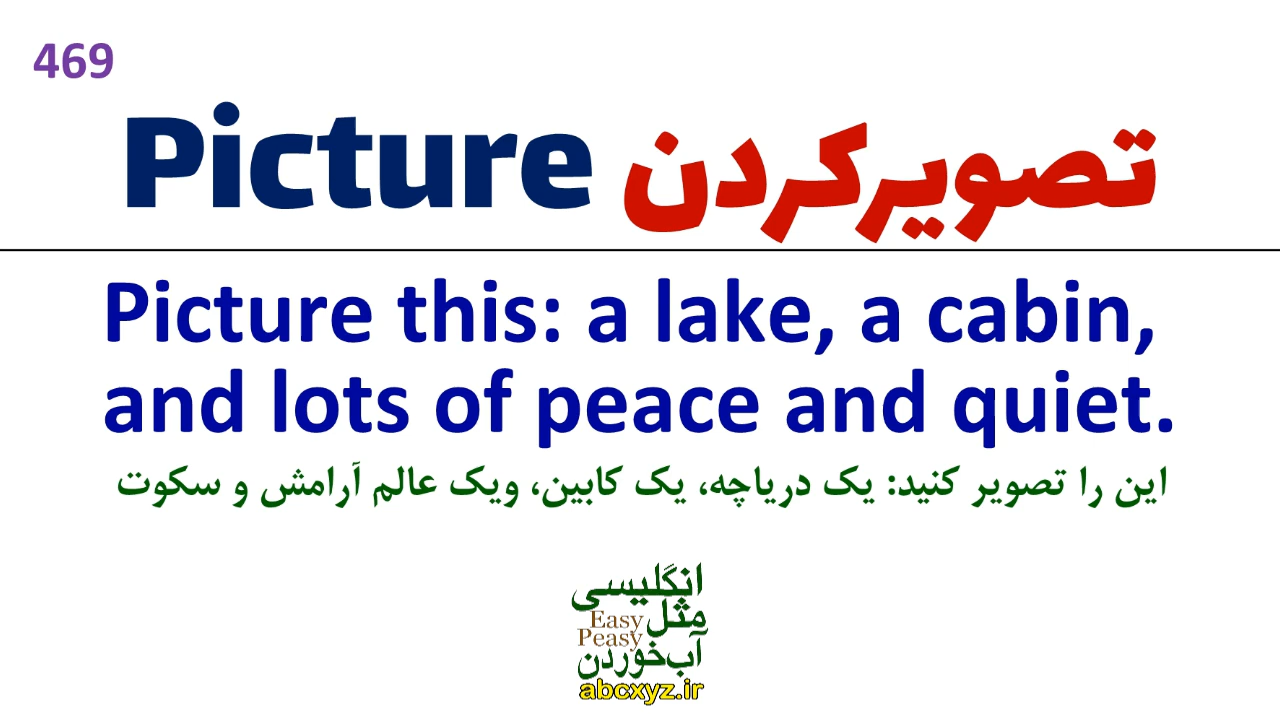 469
Picture تصویرکردن
Picture this: a lake, a cabin,
and lots of peace and quiet.
این را تصویر کنید: یک دریاچه، یک کابین، ویک عالم آرامش و سکوت
انگلیسی
مثل
Easy
Peasy
آب‌خوردن
abcxyz.ir